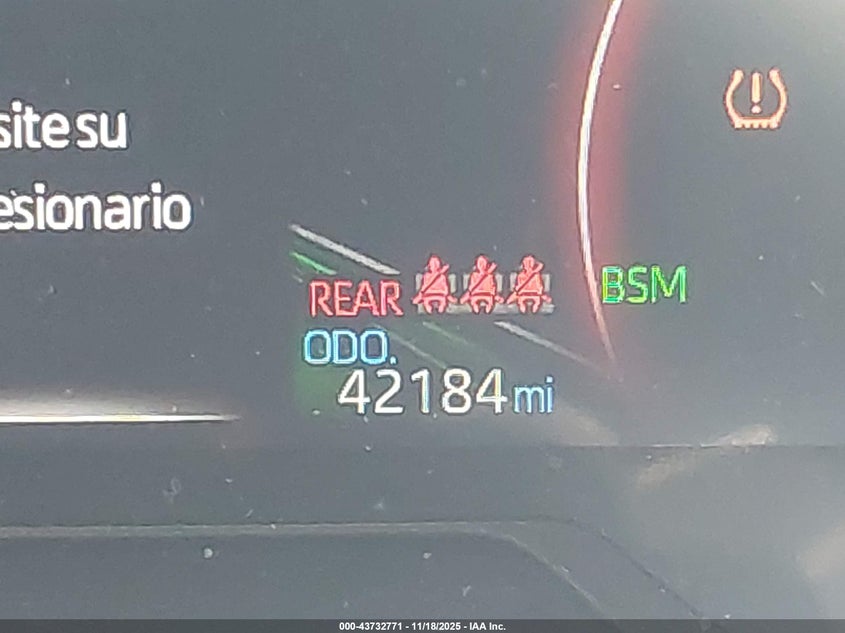 site su
esionario
REAR
BSM
ODO.
42184 mi
000-43732771 - 11/18/2025 - IAA Inc.